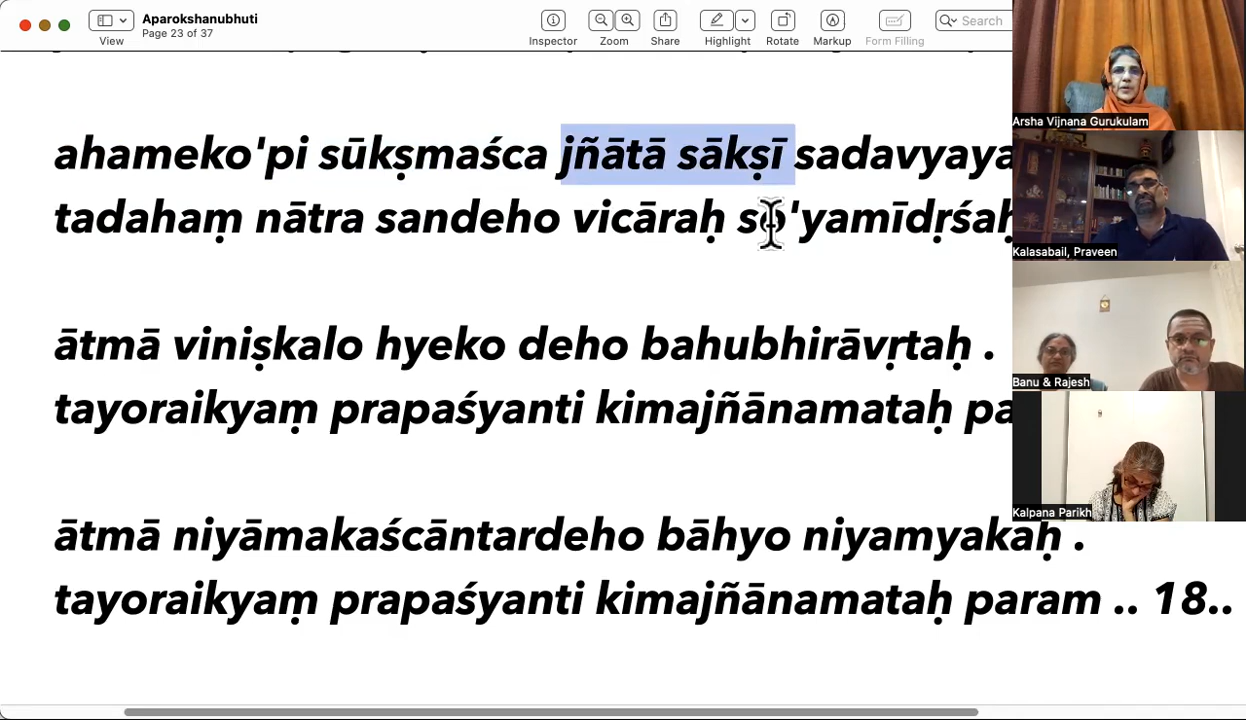 Aparokshanubhuti
Page 23 of 37
View
Inspector
Zoom
Share
Highlight
Rotate
Markup
Form Filling
Search
ahameko'pi sūkṣmaśca jñātā sākṣī sadavyaya
tadahaṃ nātra sandeho vicāraḥ so'yamīdṛśaḥ
ātmā viniṣkalo hyeko deho bahubhirāvṛtaḥ .
tayoraikyaṃ prapaśyanti kimajñānamataḥ pa
ātmā niyāmakaścāntardeho bāhyo niyamyakaḥ .
tayoraikyaṃ prapaśyanti kimajñānamataḥ param .. 18..
Arsha Vijnana Gurukulam
Kalasabail, Praveen
Banu & Rajesh
Kalpana Parikh